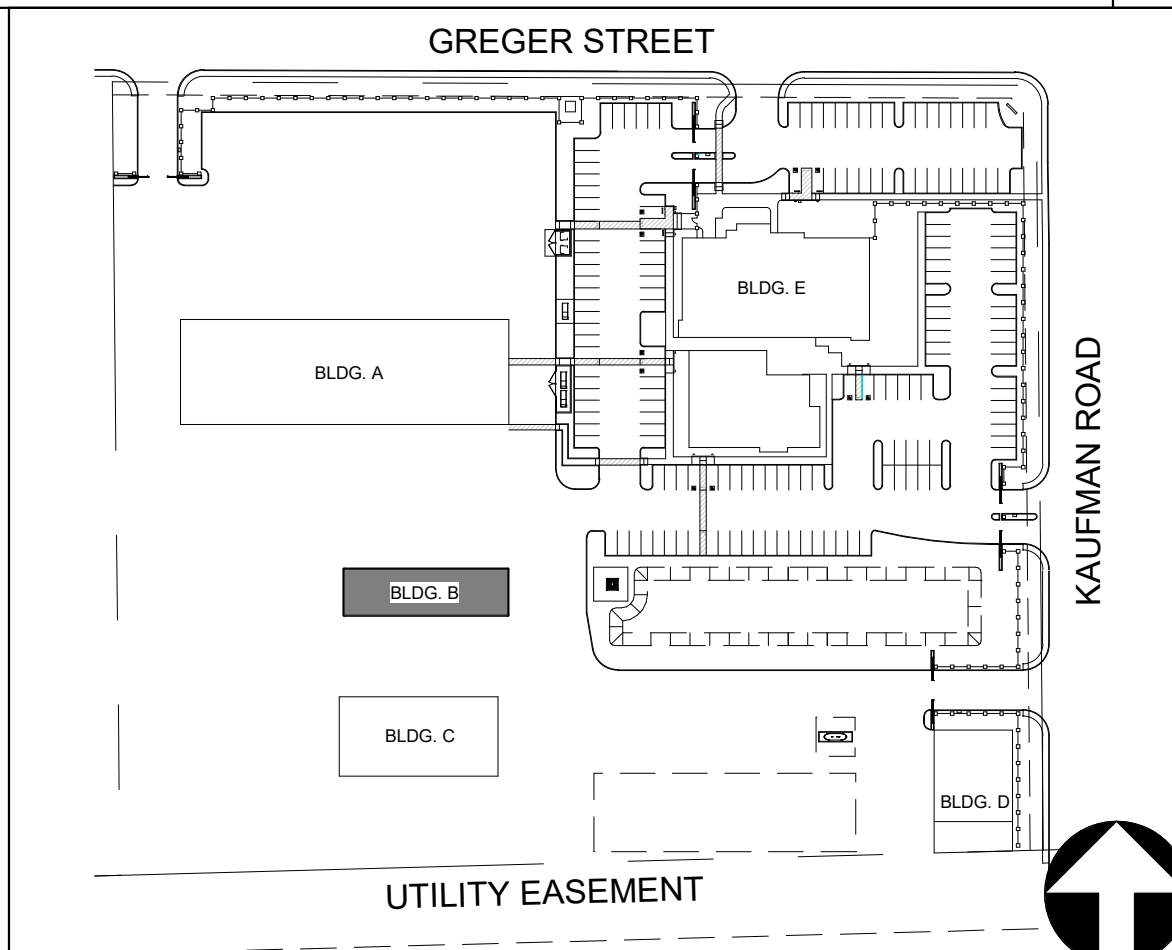 GREGER STREET
BLDG. E
KAUFMAN ROAD
BLDG. A
BLDG. B
BLDG. C
BLDG. D
UTILITY EASEMENT